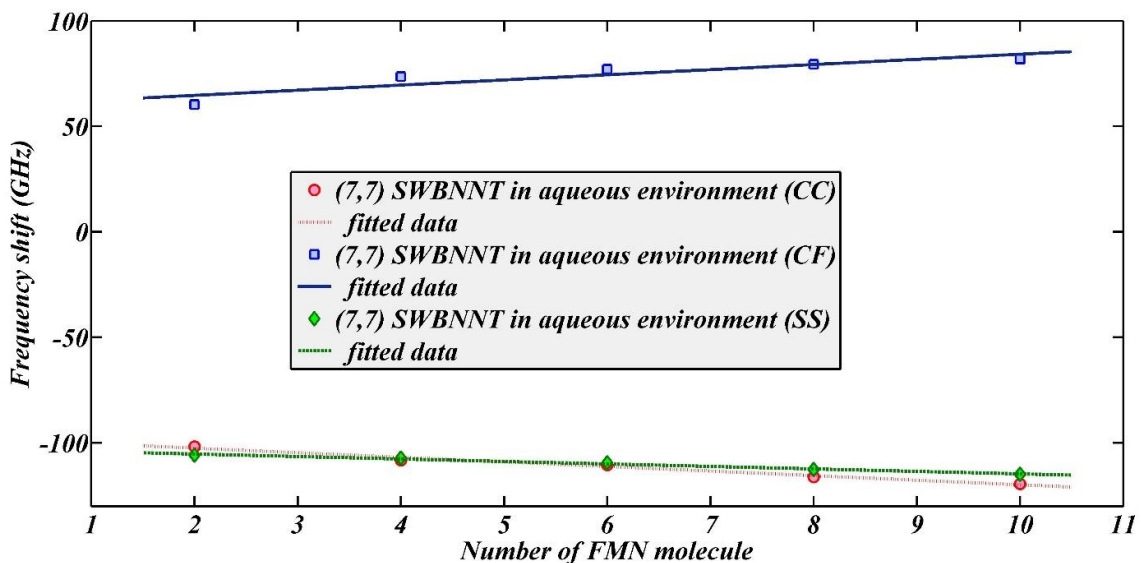 100
50
0
-50
-100
Frequency shift (GHz)
(7,7) SWBNNT in aqueous environment (CC)
fitted data
(7,7) SWBNNT in aqueous environment (CF)
fitted data
(7,7) SWBNNT in aqueous environment (SS)
fitted data
1 2 3 4 5 6 7 8 9 10 11
Number of FMN molecule